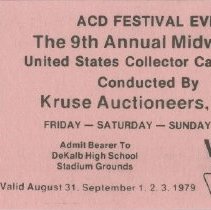 ACD FESTIVAL EVE
The 9th Annual Midw
United States Collector Ca
Conducted By
Kruse Auctioneers,
FRIDAY — SATURDAY — SUNDAY
Admit Bearer To
DeKalb High School
Stadium Grounds
Valid August 31. September 1. 2. 3. 1979